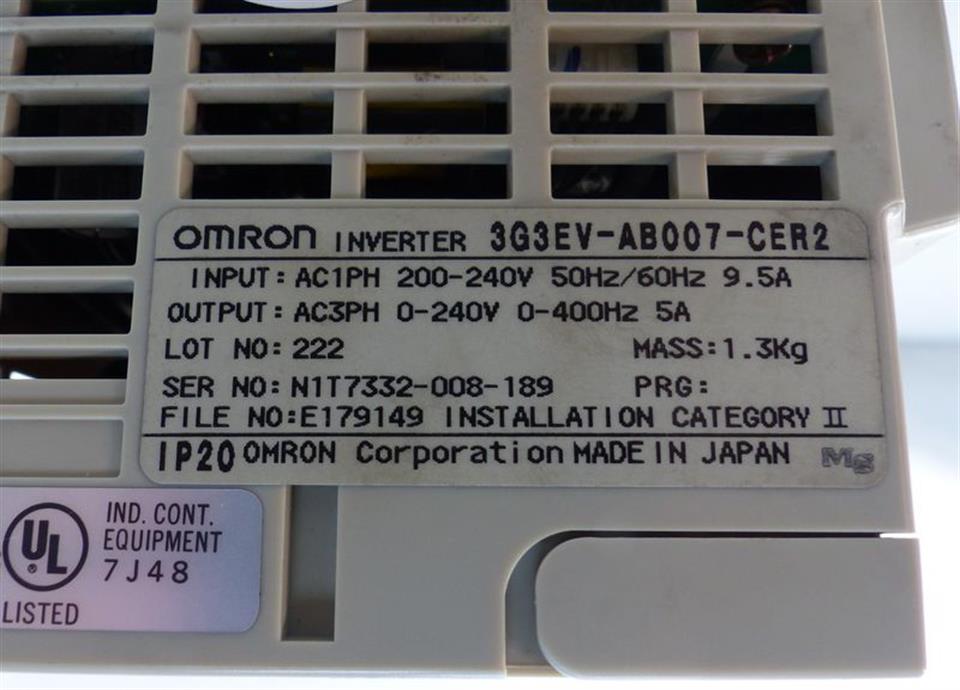 OMRON INVERTER 3G3EV-AB007-CER2
INPUT: AC1PH 200-240V 50Hz/60Hz 9.5A
OUTPUT: AC3PH 0-240V 0-400Hz 5A
LOT NO: 222 MASS: 1.3Kg
SER NO: N1T7332-008-189 PRG:
FILE NO:E179149 INSTALLATION CATEGORY II
IP20 OMRON Corporation MADE IN JAPAN MS
UL ®
IND. CONT.
EQUIPMENT
7J48
LISTED